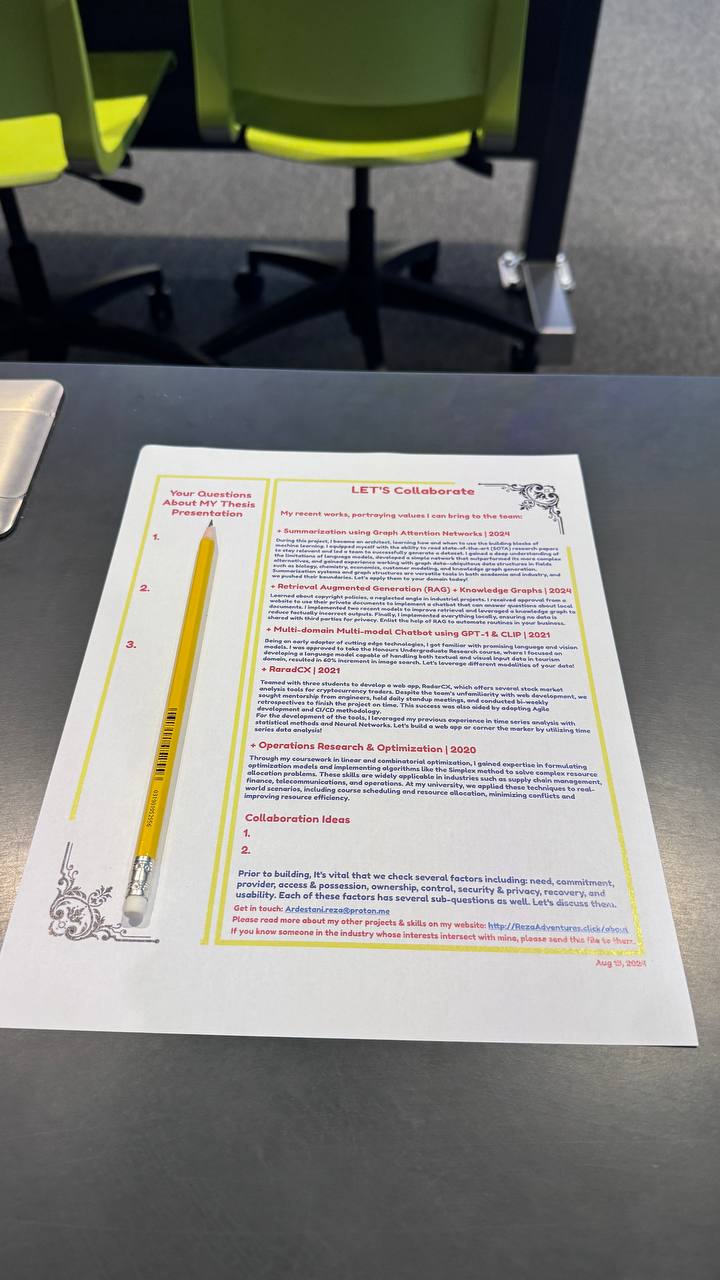 Your Questions
About MY Thesis
Presentation
1.
2.
3.
LET'S Collaborate
My recent works, portraying values I can bring to the team:
+ Summarization using Graph Attention Networks | 2024
During this project, I became an architect, learning how and when to use the building blocks of
machine learning. I equipped myself with the ability to read state-of-the-art (SOTA) research papers
to stay relevant and led a team to successfully generate a dataset. I gained a deep understanding of
the limitations of language models, developed a simple network that outperformed its more complex
alternatives, and gained experience working with graph data-ubiquitous data structures in fields
such as biology, chemistry, economics, customer modeling, and knowledge graph generation.
Summarization systems and graph structures are versatile tools in both academia and industry, and
we pushed their boundaries. Let's apply them to your domain today!
+ Retrieval Augmented Generation (RAG) + Knowledge Graphs | 2024
Learned about copyright policies, a neglected angle in industrial projects. I received approval from a
website to use their private documents to implement a chatbot that can answer questions about local
documents. I implemented two recent models to improve retrieval and leveraged a knowledge graph to
reduce factually incorrect outputs. Finally, I implemented everything locally, ensuring no data is
shared with third parties for privacy. Enlist the help of RAG to automate routines in your business.
+ Multi-domain Multi-modal Chatbot using GPT-1 & CLIP | 2021
Being an early adopter of cutting edge technologies, I got familiar with promising language and vision
models. I was approved to take the Honours Undergraduate Research course, where I focused on
developing a language model capable of handling both textual and visual input data in tourism
domain, resulted in 60% increment in image search. Let's leverage different modalities of your data!
+ RaradCX | 2021
Teamed with three students to develop a web app, RadarCX, which offers several stock market
analysis tools for cryptocurrency traders. Despite the team's unfamiliarity with web development, we
sought mentorship from engineers, held daily standup meetings, and conducted bi-weekly
retrospectives to finish the project on time. This success was also aided by adopting Agile
development and CI/CD methodology.
For the development of the tools, I leveraged my previous experience in time series analysis with
statistical methods and Neural Networks. Let's build a web app or corner the marker by utilizing time
series data analysis!
+ Operations Research & Optimization | 2020
Through my coursework in linear and combinatorial optimization, I gained expertise in formulating
optimization models and implementing algorithms like the Simplex method to solve complex resource
allocation problems. These skills are widely applicable in industries such as supply chain management,
finance, telecommunications, and operations. At my university, we applied these techniques to real-
world scenarios, including course scheduling and resource allocation, minimizing conflicts and
improving resource efficiency.
Collaboration Ideas
1.
2.
Prior to building, It's vital that we check several factors including: need, commitment,
provider, access & possession, ownership, control, security & privacy, recovery, and
usability. Each of these factors has several sub-questions as well. Let's discuss them.
Get in touch: Ardestani.reza@proton.me
Please read more about my other projects & skills on my website: http://RezaAdventures.click/about
If you know someone in the industry whose interests intersect with mine, please send this file to them.
Aug 2024